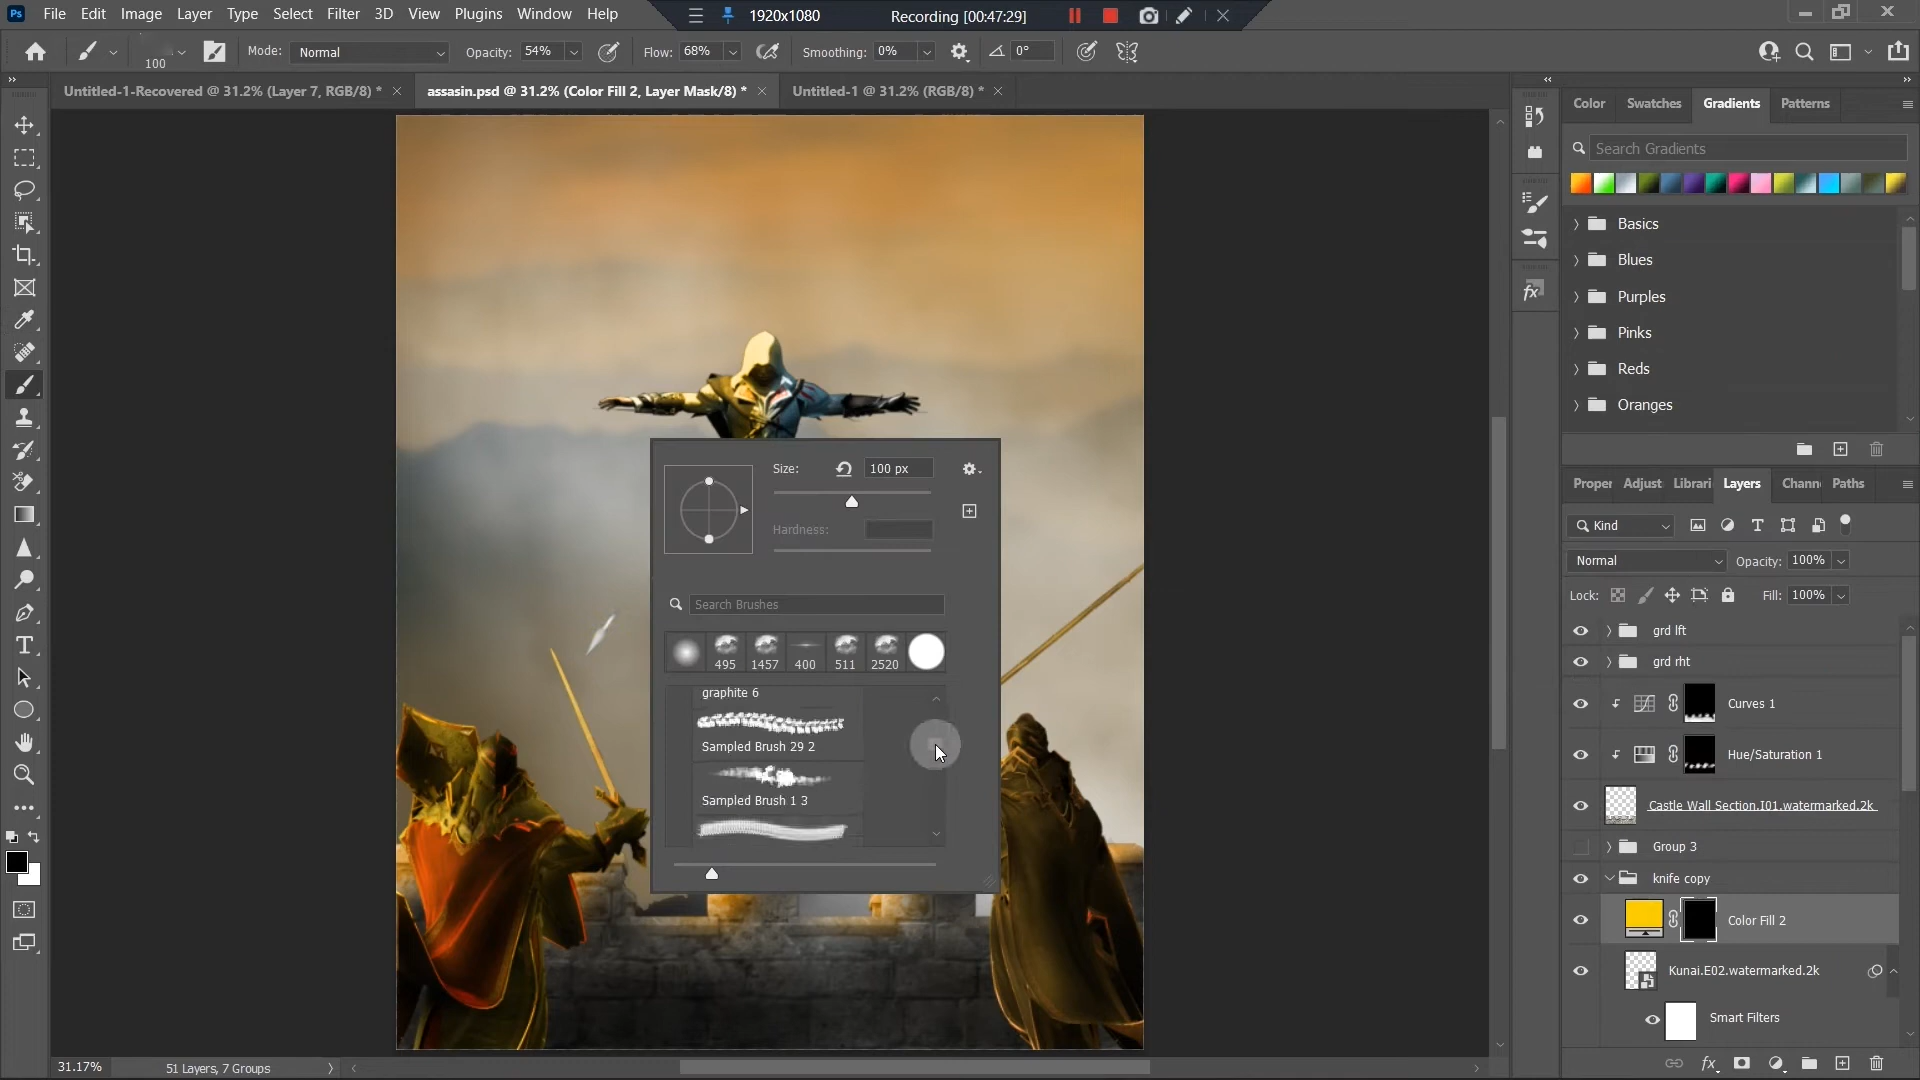 Ps File Edit Image Layer Type Select Filter 3D View Plugins Window Help
1920x1080 Recording [00:47:29]
100 Mode: Normal Opacity: 54% Flow: 68% Smoothing: 0% 0°
Untitled-1-Recovered @ 31.2% (Layer 7, RGB/8) *
assasin.psd @ 31.2% (Color Fill 2, Layer Mask/8) *
Untitled-1 @ 31.2% (RGB/8) *
Color Swatches Gradients Patterns
Search Gradients
Basics
Blues
Purples
Pinks
Reds
Oranges
Size: 100 px
Hardness:
Search Brushes
495 1457 400 511 2520
graphite 6
Sampled Brush 29 2
Sampled Brush 1 3
Proper Adjust Librari Layers Chann Paths
Kind
Normal Opacity: 100%
Lock: Fill: 100%
grd lft
grd rht
Curves 1
Hue/Saturation 1
Castle Wall Section.I01.watermarked.2k
Group 3
knife copy
Color Fill 2
Kunai.E02.watermarked.2k
Smart Filters
fx
31.17% 51 Layers, 7 Groups
fx